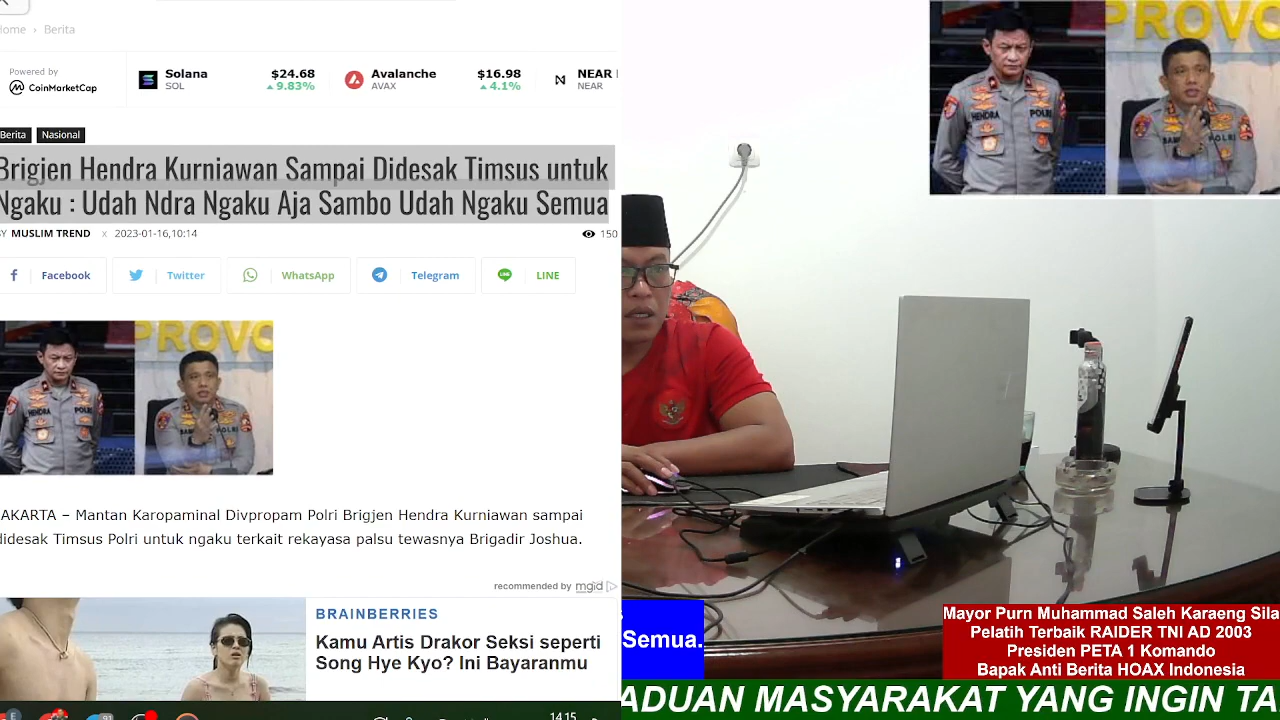 Home › Berita
Powered by
CoinMarketCap
Solana
SOL
$24.68
9.83%
Avalanche
AVAX
$16.98
4.1%
NEAR
NEAR
Berita
Nasional
Brigjen Hendra Kurniawan Sampai Didesak Timsus untuk
Ngaku : Udah Ndra Ngaku Aja Sambo Udah Ngaku Semua
BY MUSLIM TREND x 2023-01-16,10:14
150
Facebook
Twitter
WhatsApp
Telegram
LINE
PROVO
HENDRA
POLRI
JAKARTA – Mantan Karopaminal Divpropam Polri Brigjen Hendra Kurniawan sampai
didesak Timsus Polri untuk ngaku terkait rekayasa palsu tewasnya Brigadir Joshua.
recommended by mgid
BRAINBERRIES
Kamu Artis Drakor Seksi seperti
Song Hye Kyo? Ini Bayaranmu
14.15
PROVO
HENDRA
POLRI
Semua.
Mayor Purn Muhammad Saleh Karaeng Sila
Pelatih Terbaik RAIDER TNI AD 2003
Presiden PETA 1 Komando
Bapak Anti Berita HOAX Indonesia
ADUAN MASYARAKAT YANG INGIN TA